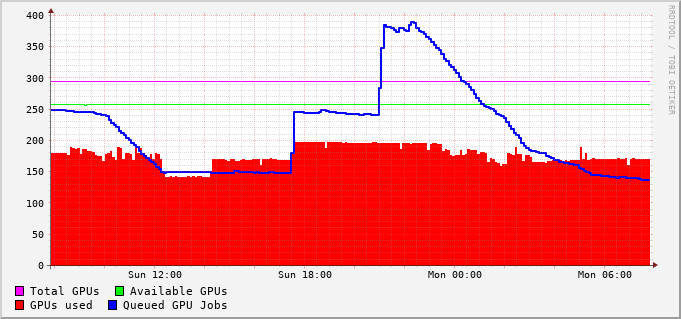 RRDTOOL / TOBI OETIKER
400
350
300
250
200
150
100
50
0
Sun 12:00 Sun 18:00 Mon 00:00 Mon 06:00
Total GPUs Available GPUs
GPUs used Queued GPU Jobs